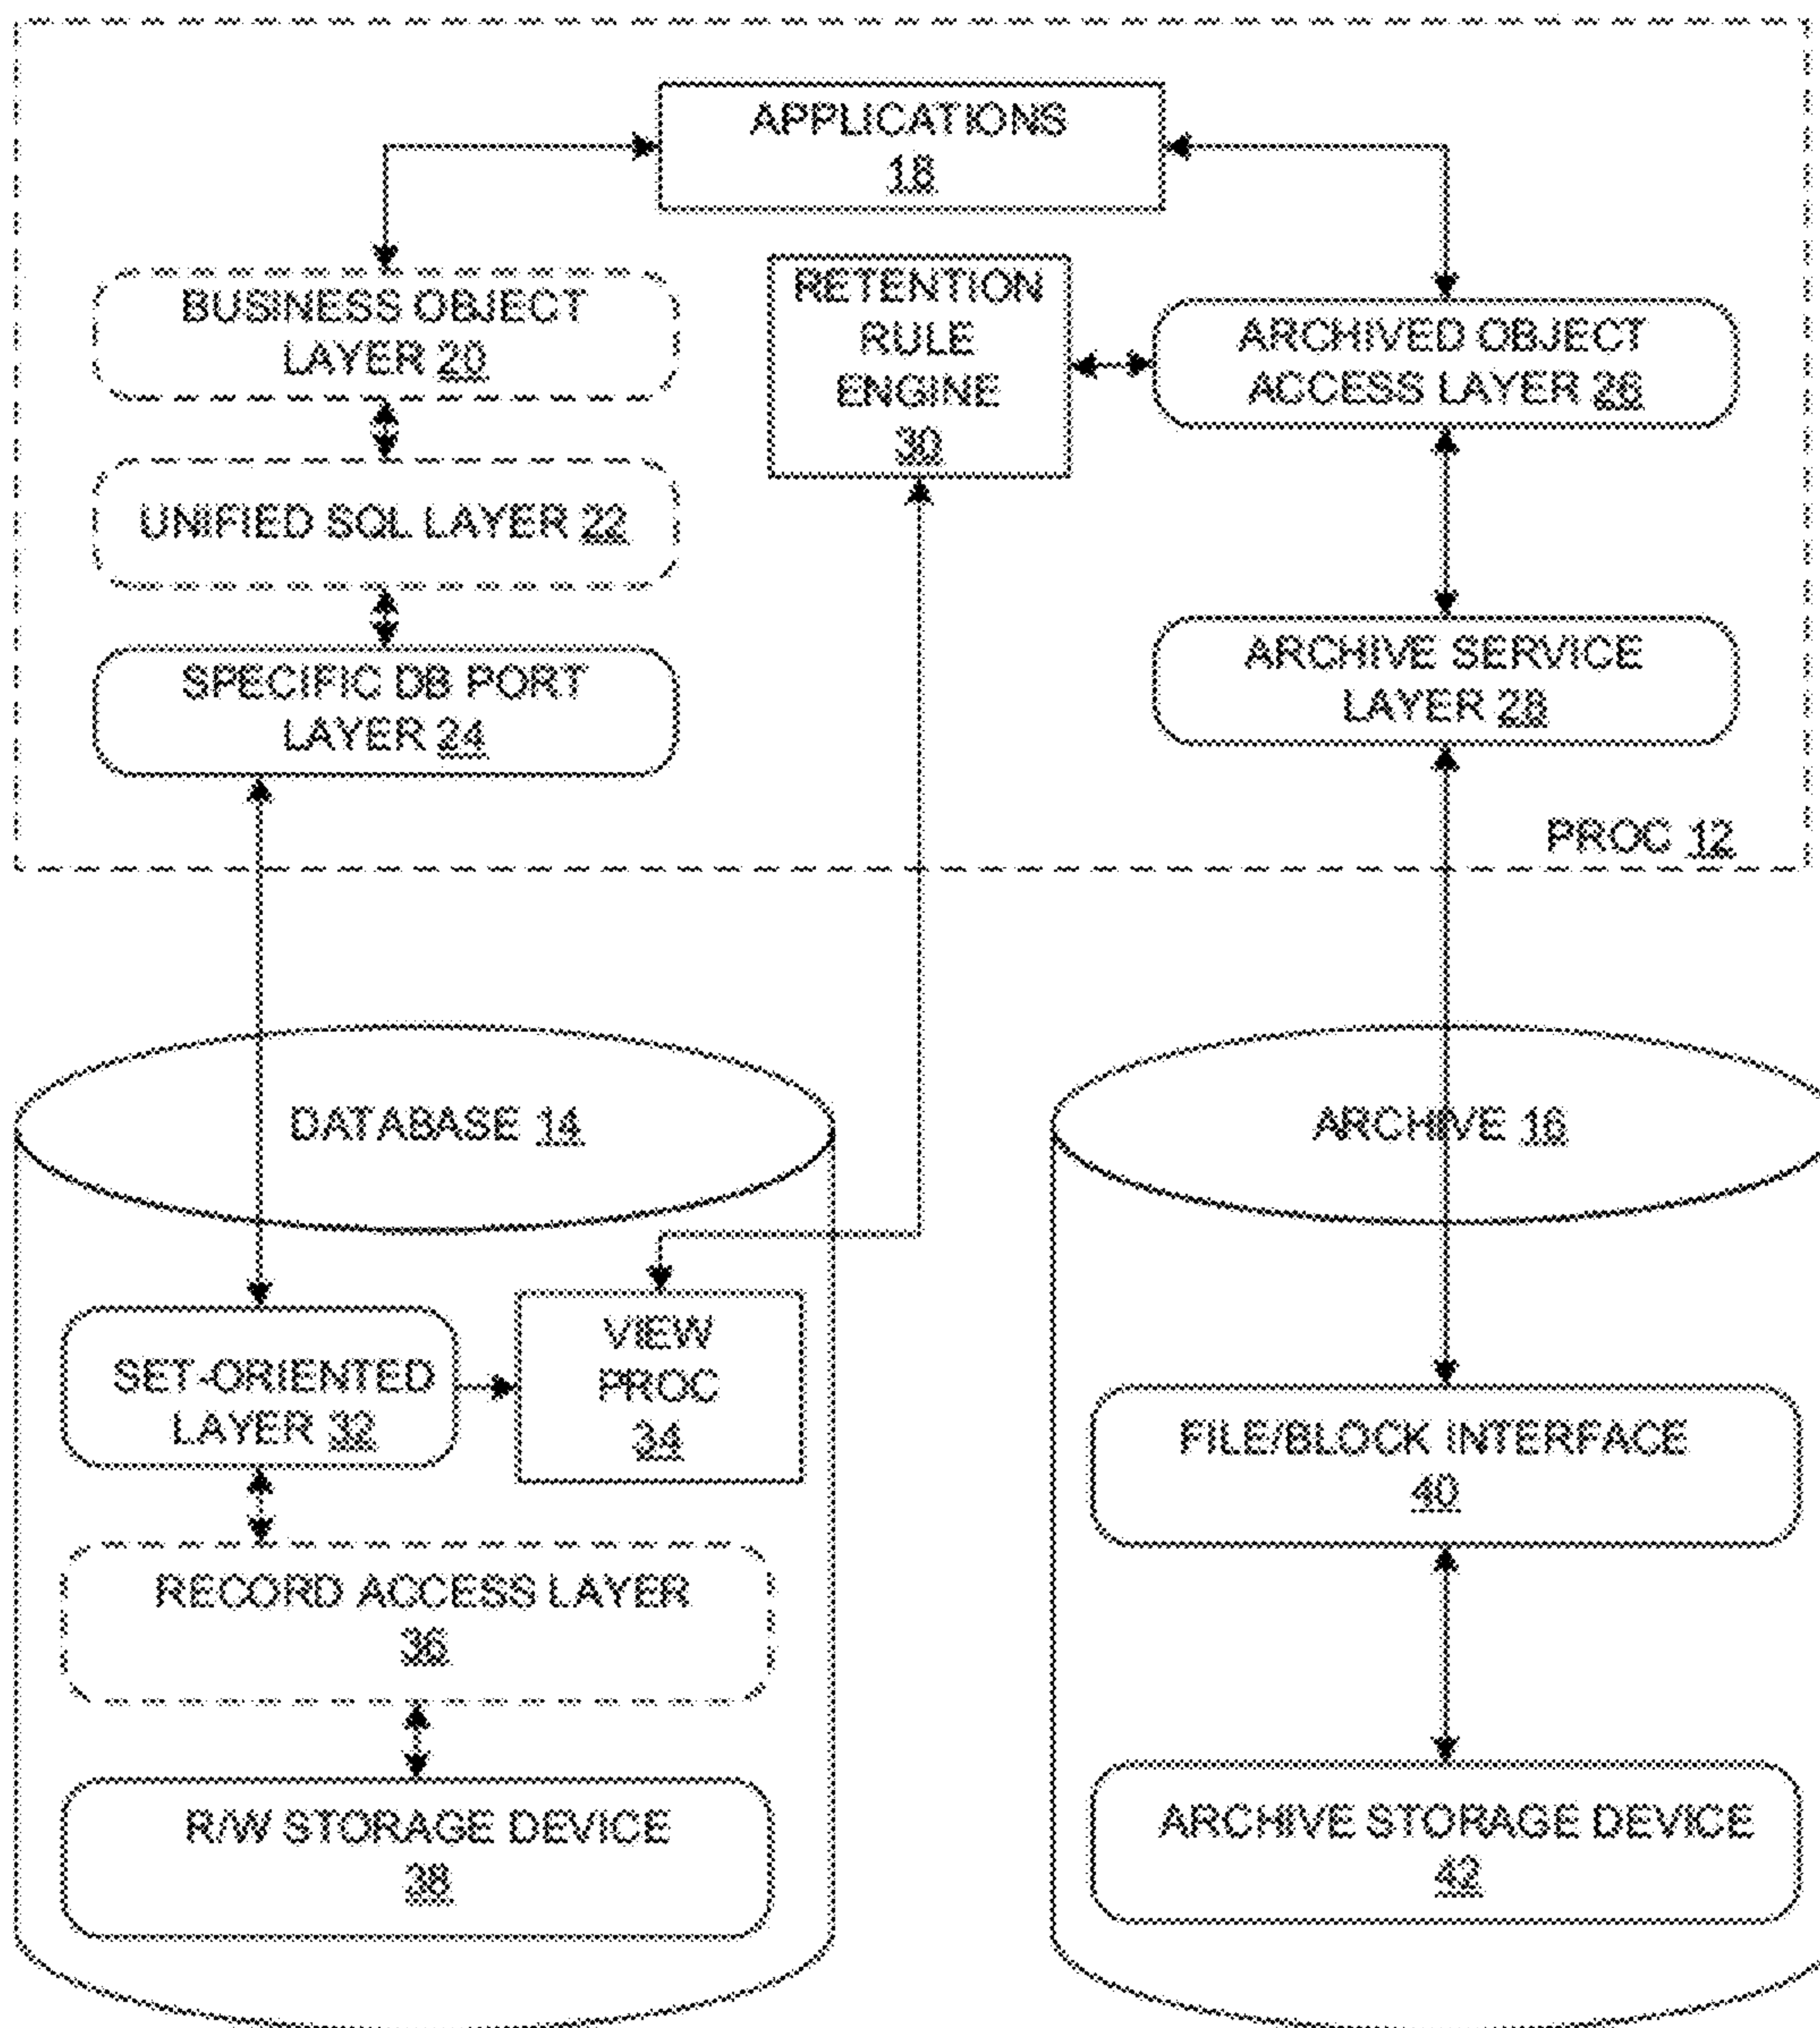 APPLICATIONS
18
BUSINESS OBJECT
LAYER 20
RETENTION
RULE
ENGINE
30
ARCHIVED OBJECT
ACCESS LAYER 26
UNIFIED SQL LAYER 22
SPECIFIC DB PORT
LAYER 24
ARCHIVE SERVICE
LAYER 28
PROC 12
DATABASE 14
ARCHIVE 16
SET-ORIENTED
LAYER 32
VIEW
PROC
34
FILE/BLOCK INTERFACE
40
RECORD ACCESS LAYER
36
R/W STORAGE DEVICE
38
ARCHIVE STORAGE DEVICE
42